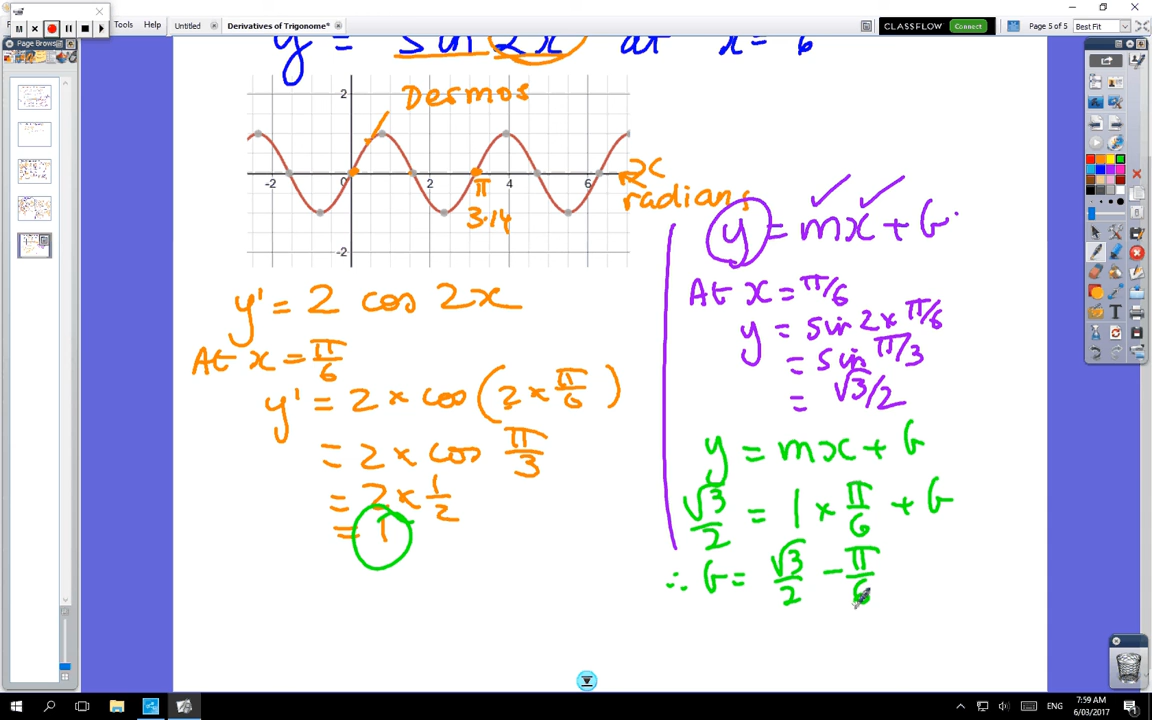 Tools
Help
Untitled
Derivatives of Trigonome*
CLASSFLOW
Connect
Page 5 of 5
Best Fit
Page Brows
y = sin 2x at x = 6
Desmos
2
-2
2
4
6
-2
π
3.14
x
radians
y' = 2 cos 2x
At x = π/6
y' = 2 × cos (2 × π/6)
= 2 × cos π/3
= 2 × 1/2
= 1
y = mx + b
At x = π/6
y = sin 2 × π/6
= sin π/3
= √3/2
y = mx + b
√3/2 = 1 × π/6 + b
∴ b = √3/2 - π/6
ENG
7:59 AM
6/03/2017